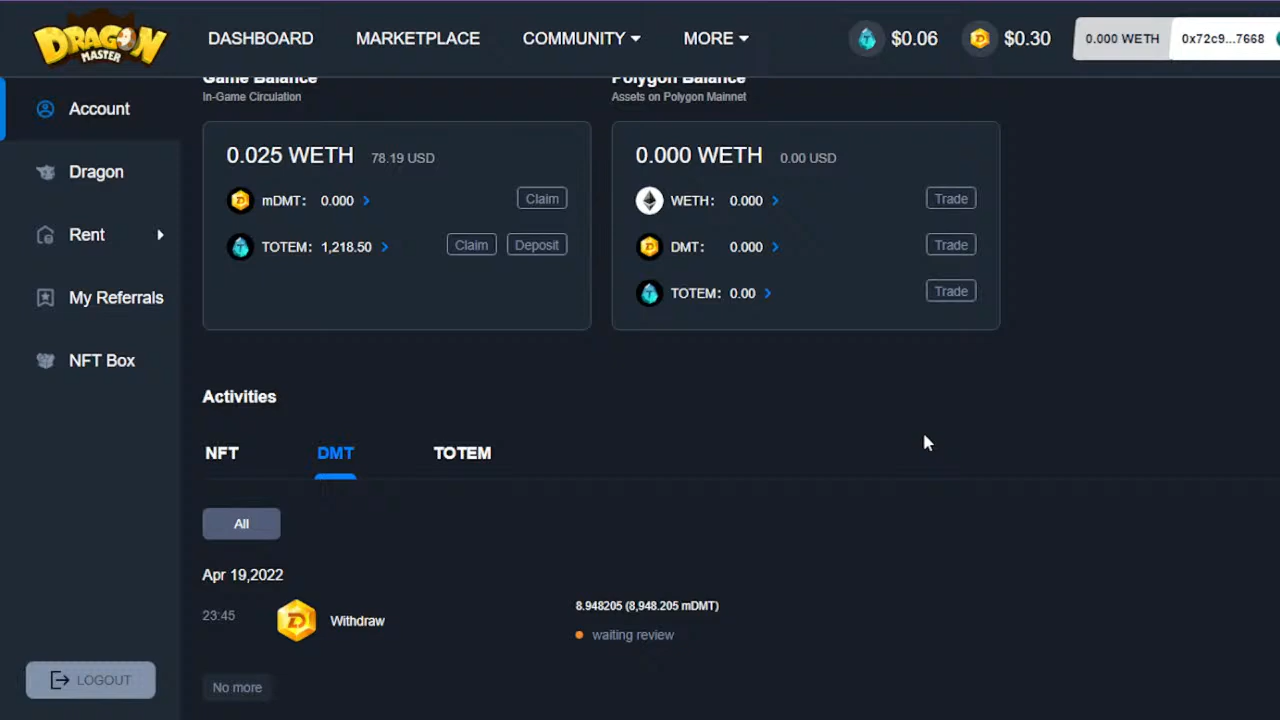 DRAGON
MASTER
DASHBOARD
MARKETPLACE
COMMUNITY
MORE
$0.06
$0.30
0.000 WETH
0x72c9...7668
Account
Dragon
Rent
My Referrals
NFT Box
LOGOUT
Game Balance
In-Game Circulation
0.025 WETH 78.19 USD
mDMT: 0.000 Claim
TOTEM: 1,218.50 Claim Deposit
Polygon Balance
Assets on Polygon Mainnet
0.000 WETH 0.00 USD
WETH: 0.000 Trade
DMT: 0.000 Trade
TOTEM: 0.00 Trade
Activities
NFT DMT TOTEM
All
Apr 19,2022
23:45 Withdraw
8.948205 (8,948.205 mDMT)
waiting review
No more